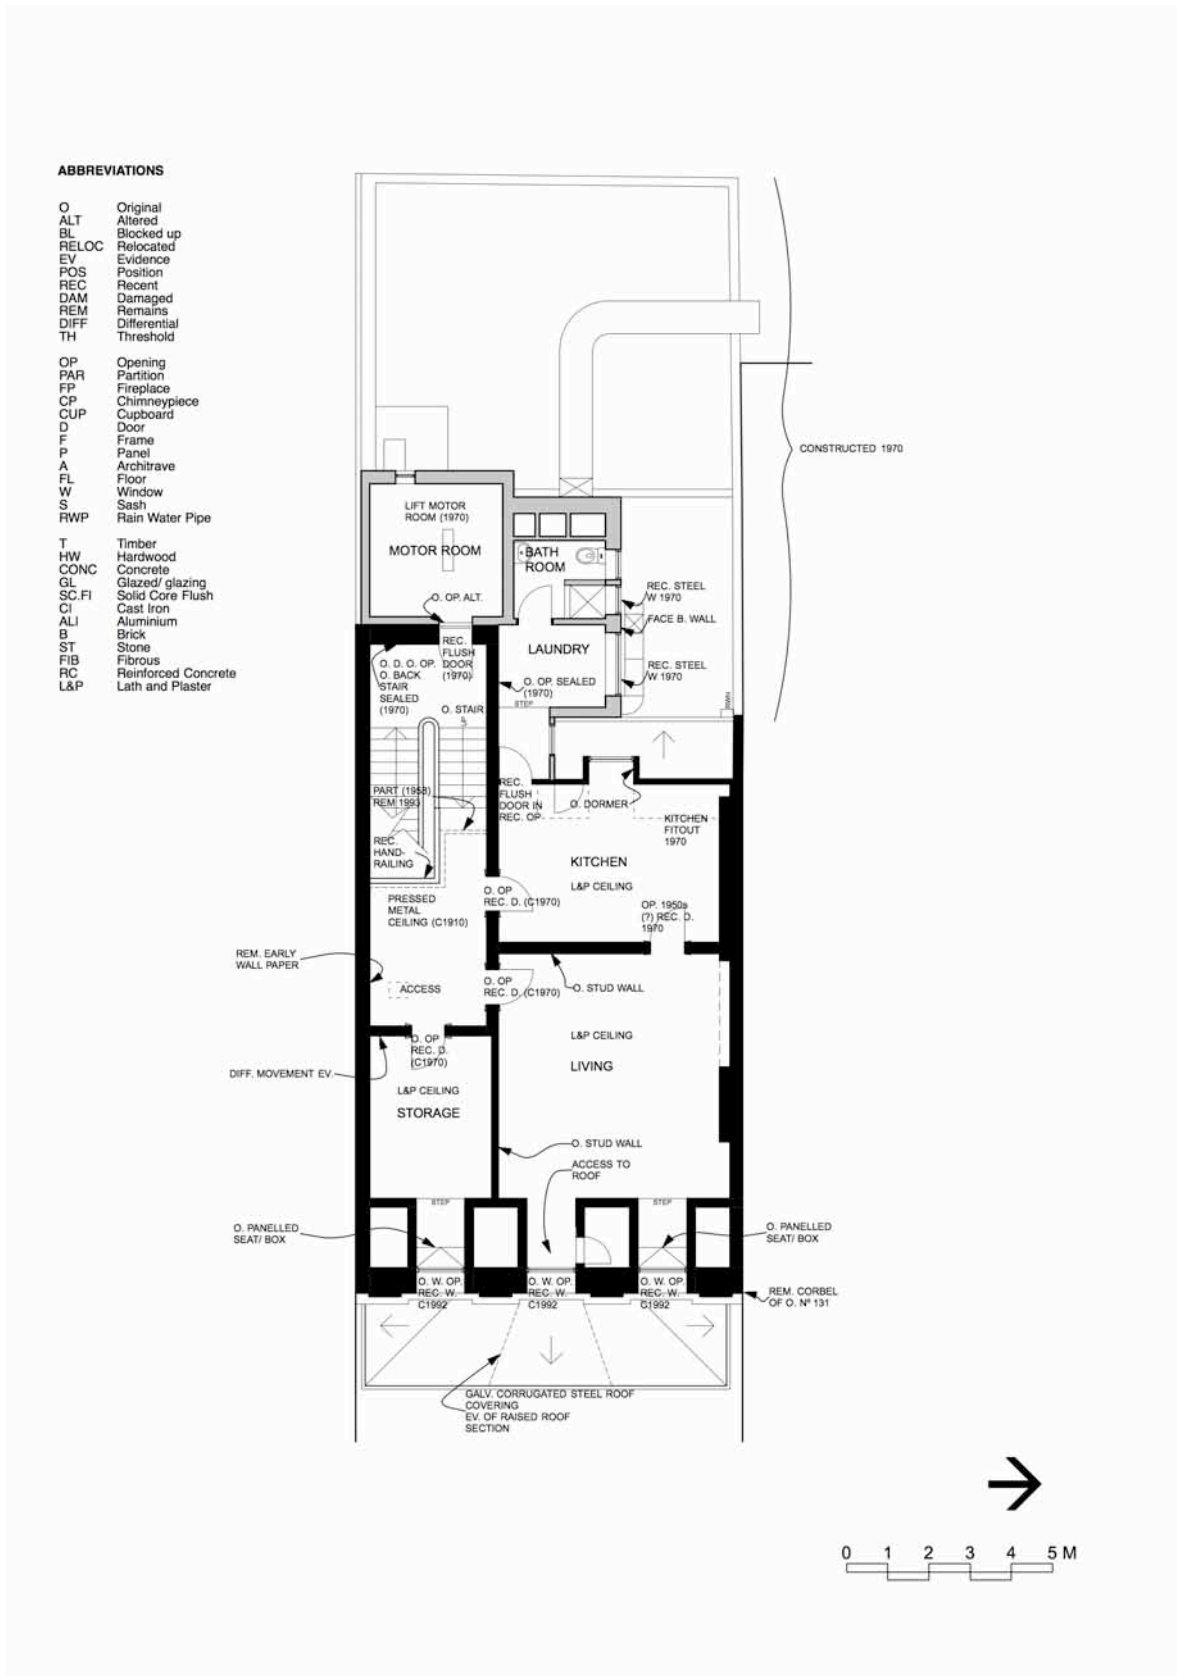 ABBREVIATIONS
O Original
ALT Altered
BL Blocked up
RELOC Relocated
EV Evidence
POS Position
REC Recent
DAM Damaged
REM Remains
DIFF Differential
TH Threshold
OP Opening
PAR Partition
FP Fireplace
CP Chimneypiece
CUP Cupboard
D Door
F Frame
P Panel
A Architrave
FL Floor
W Window
S Sash
RWP Rain Water Pipe
T Timber
HW Hardwood
CONC Concrete
GL Glazed/ glazing
SC.Fl Solid Core Flush
CI Cast Iron
ALI Aluminium
B Brick
ST Stone
FIB Fibrous
RC Reinforced Concrete
L&P Lath and Plaster
CONSTRUCTED 1970
LIFT MOTOR
ROOM (1970)
MOTOR ROOM
BATH
ROOM
O. OP. ALT.
REC. STEEL
W 1970
FACE B. WALL
REC.
FLUSH
DOOR
(1970)
LAUNDRY
O. D. O. OP.
O. BACK
STAIR
SEALED
(1970)
REC. STEEL
W 1970
O. OP. SEALED
(1970)
STEP
RWP
O. STAIR
PART (1958)
REM 1993
REC.
FLUSH
DOOR IN
REC. OP
O. DORMER
KITCHEN
FITOUT
1970
REC.
HAND-
RAILING
KITCHEN
L&P CEILING
O. OP
REC. D. (C1970)
PRESSED
METAL
CEILING (C1910)
OP. 1950s
(?) REC. D.
1970
REM. EARLY
WALL PAPER
ACCESS
O. OP
REC. D. (C1970)
O. STUD WALL
O. OP
REC. D.
(C1970)
L&P CEILING
LIVING
DIFF. MOVEMENT EV.
L&P CEILING
STORAGE
O. STUD WALL
ACCESS TO
ROOF
STEP
STEP
O. PANELLED
SEAT/ BOX
O. PANELLED
SEAT/ BOX
O. W. OP.
REC. W.
C1992
O. W. OP.
REC. W.
C1992
O. W. OP.
REC. W.
C1992
REM. CORBEL
OF O. Nº 131
GALV. CORRUGATED STEEL ROOF
COVERING
EV. OF RAISED ROOF
SECTION
0 1 2 3 4 5 M